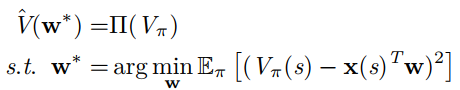 V̂(w*) =Π(V_π)
s.t. w* = arg min_w 𝔼_π [(V_π(s) − x(s)^T w)^2]